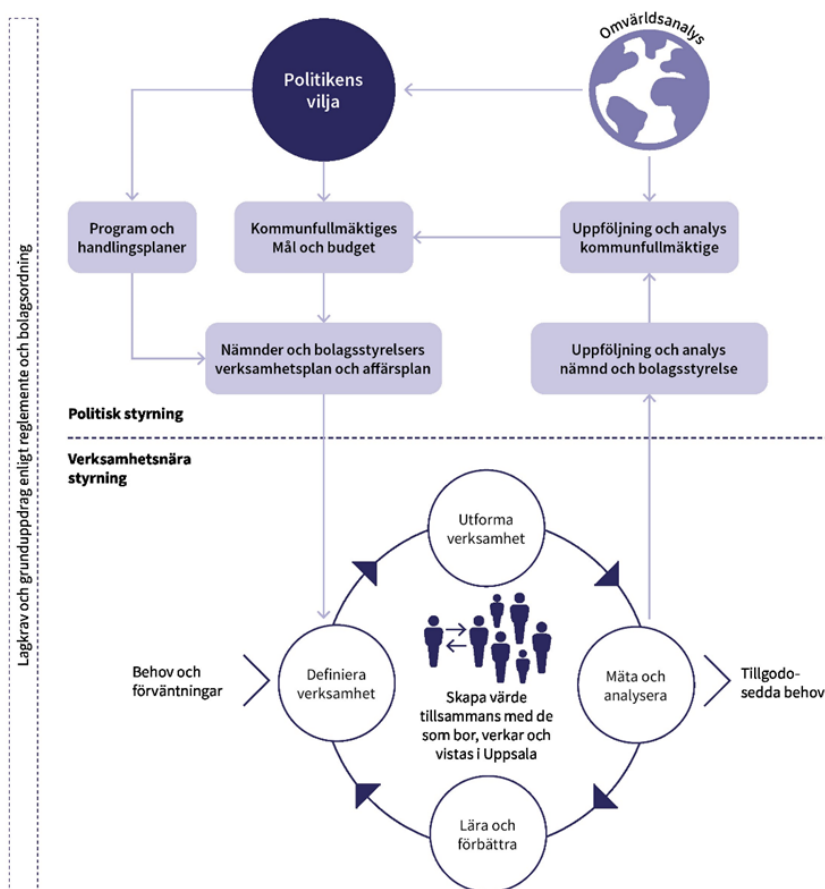 Omvärldsanalys
Politikens
vilja
Program och
handlingsplaner
Kommunfullmäktiges
Mål och budget
Uppföljning och analys
kommunfullmäktige
Nämnder och bolagsstyrelsers
verksamhetsplan och affärsplan
Uppföljning och analys
nämnd och bolagsstyrelse
Lagkrav och grunduppdrag enligt reglemente och bolagsordning
Politisk styrning
Verksamhetsnära
styrning
Utforma
verksamhet
Behov och
förväntningar
Definiera
verksamhet
Skapa värde
tillsammans med de
som bor, verkar och
vistas i Uppsala
Mäta och
analysera
Tillgodo-
sedda behov
Lära och
förbättra